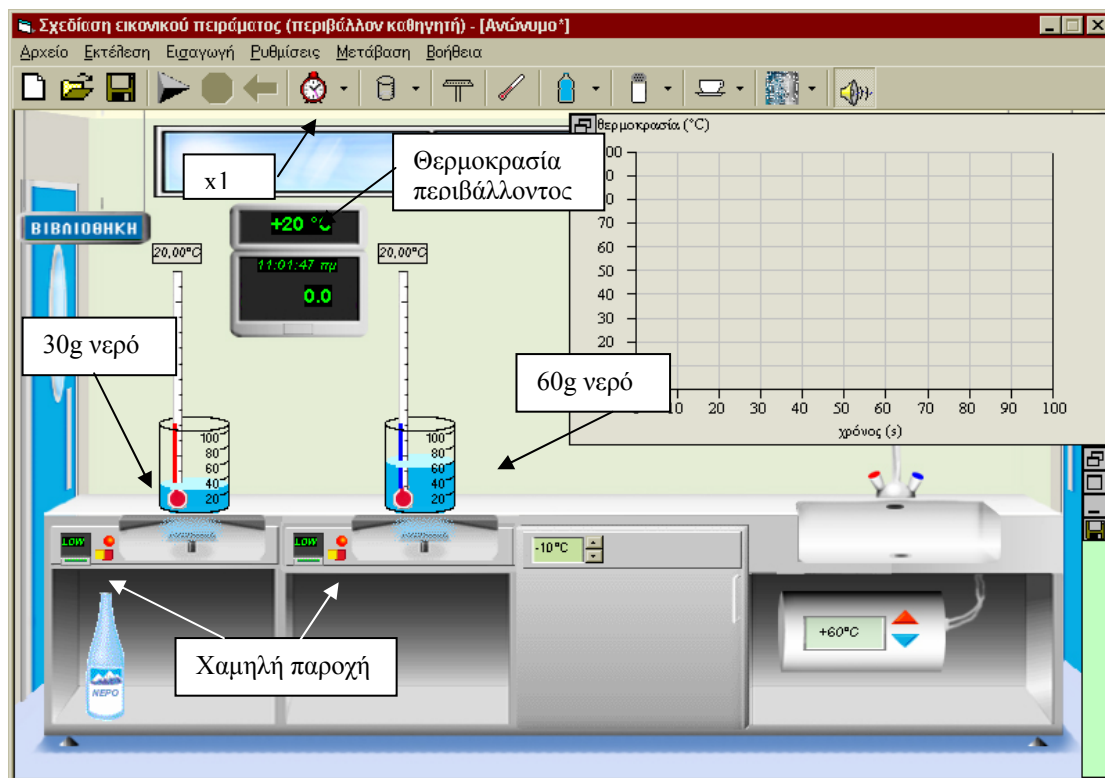 Σχεδίαση εικονικού πειράματος (περιβάλλον καθηγητή) - [Ανώνυμο*]
Αρχείο Εκτέλεση Εισαγωγή Ρυθμίσεις Μετάβαση Βοήθεια
x1
Θερμοκρασία
περιβάλλοντος
ΒΙΒΛΙΟΘΗΚΗ
+20 °C
11:01:47 πμ
0.0
20,00°C
20,00°C
30g νερό
60g νερό
θερμοκρασία (°C)
00
0
0
70
60
50
40
30
20
10 20 30 40 50 60 70 80 90 100
χρόνος (s)
100
80
60
40
20
100
80
60
40
20
LOW
LOW
-10°C
+60°C
Χαμηλή παροχή
ΝΕΡΟ